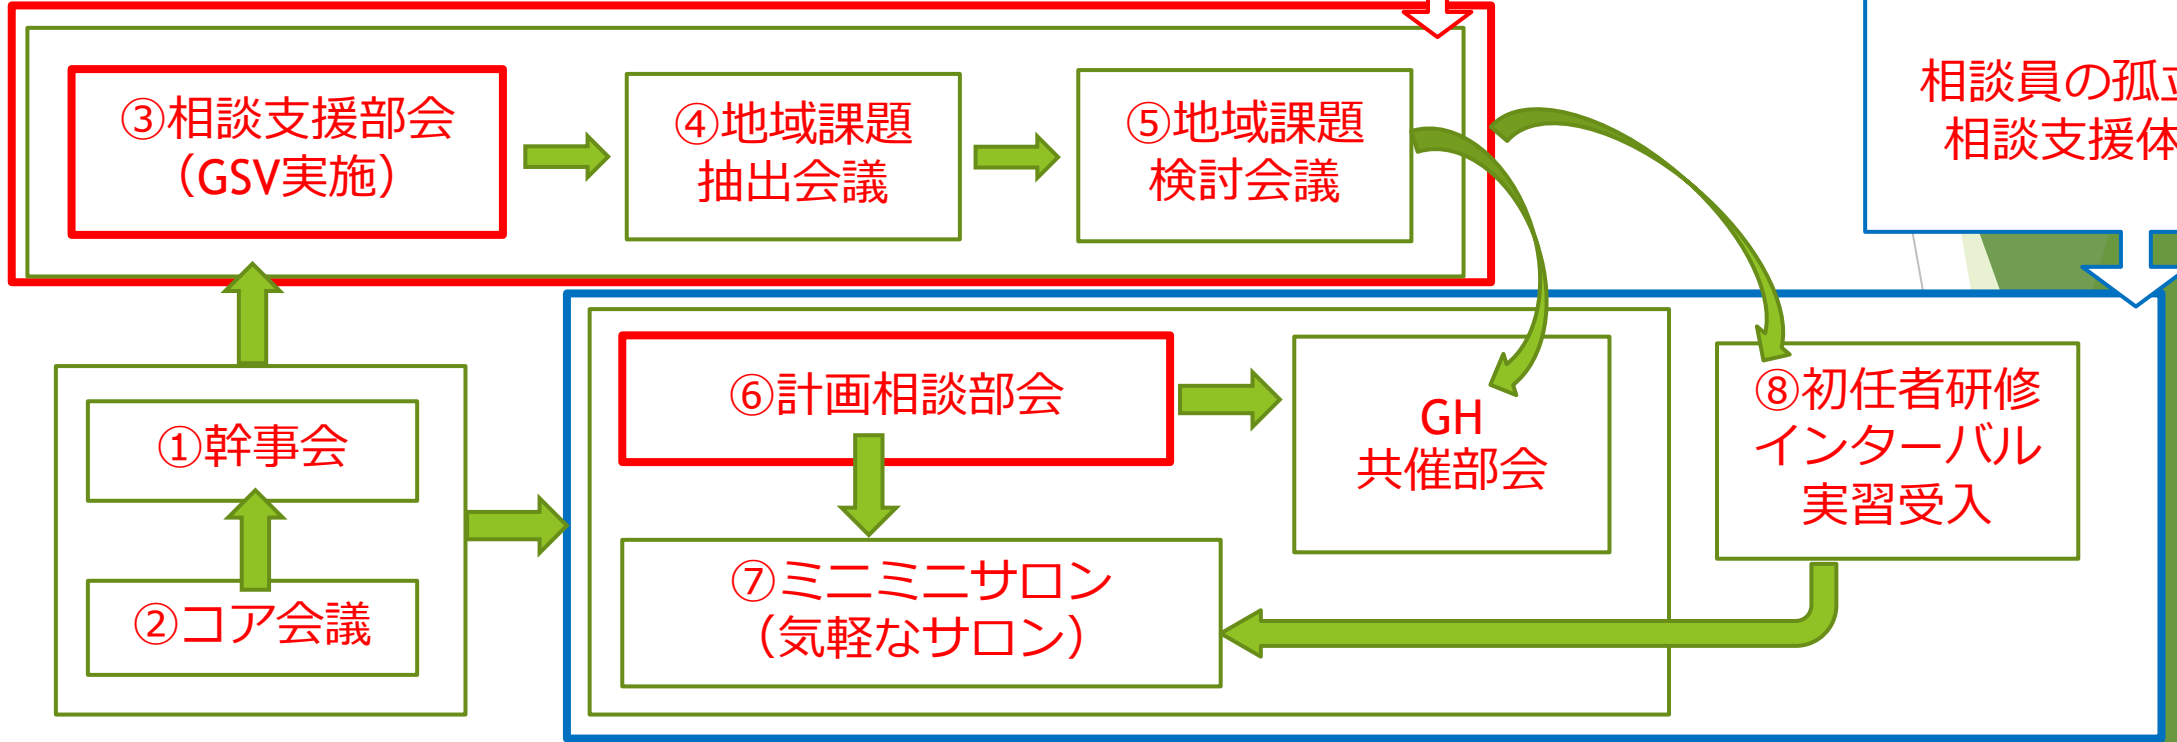 ③相談支援部会
（GSV実施）
④地域課題
抽出会議
⑤地域課題
検討会議
相談員の孤立
相談支援体
①幹事会
②コア会議
⑥計画相談部会
GH
共催部会
⑦ミニミニサロン
（気軽なサロン）
⑧初任者研修
インターバル
実習受入